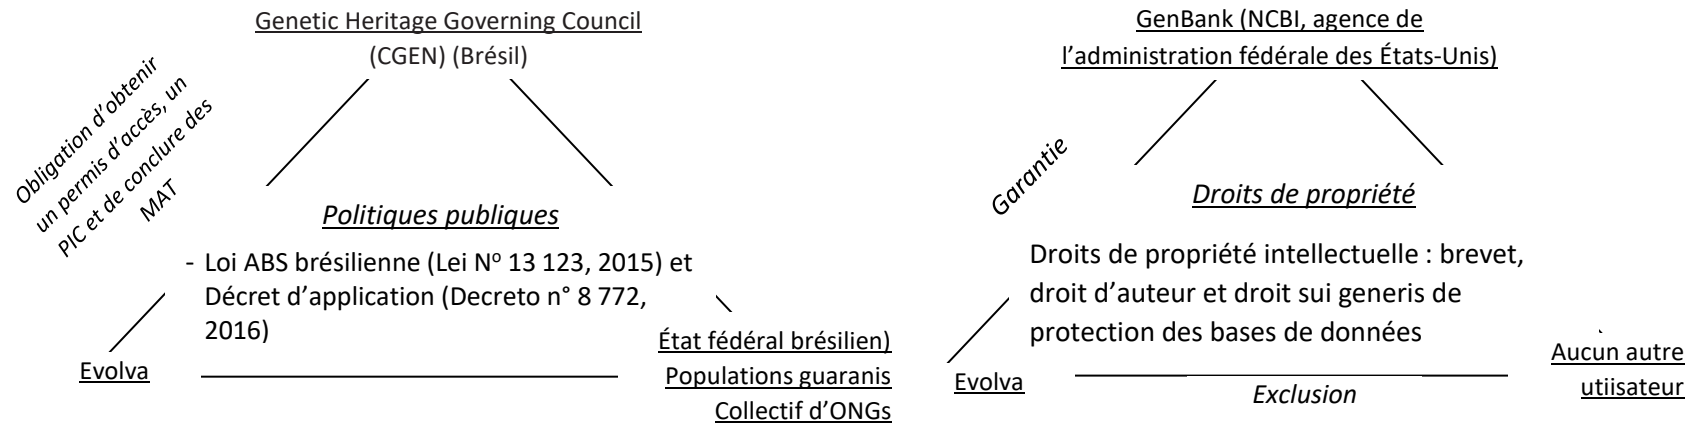 Genetic Heritage Governing Council
(CGEN) (Brésil)
Obligation d’obtenir
un permis d’accès, un
PIC et de conclure des
MAT
Politiques publiques
- Loi ABS brésilienne (Lei Nº 13 123, 2015) et
Décret d’application (Decreto n° 8 772,
2016)
Evolva
État fédéral brésilien)
Populations guaranis
Collectif d’ONGs
GenBank (NCBI, agence de
l’administration fédérale des États-Unis)
Garantie
Droits de propriété
Droits de propriété intellectuelle : brevet,
droit d’auteur et droit sui generis de
protection des bases de données
Evolva
Exclusion
Aucun autre
utiisateur